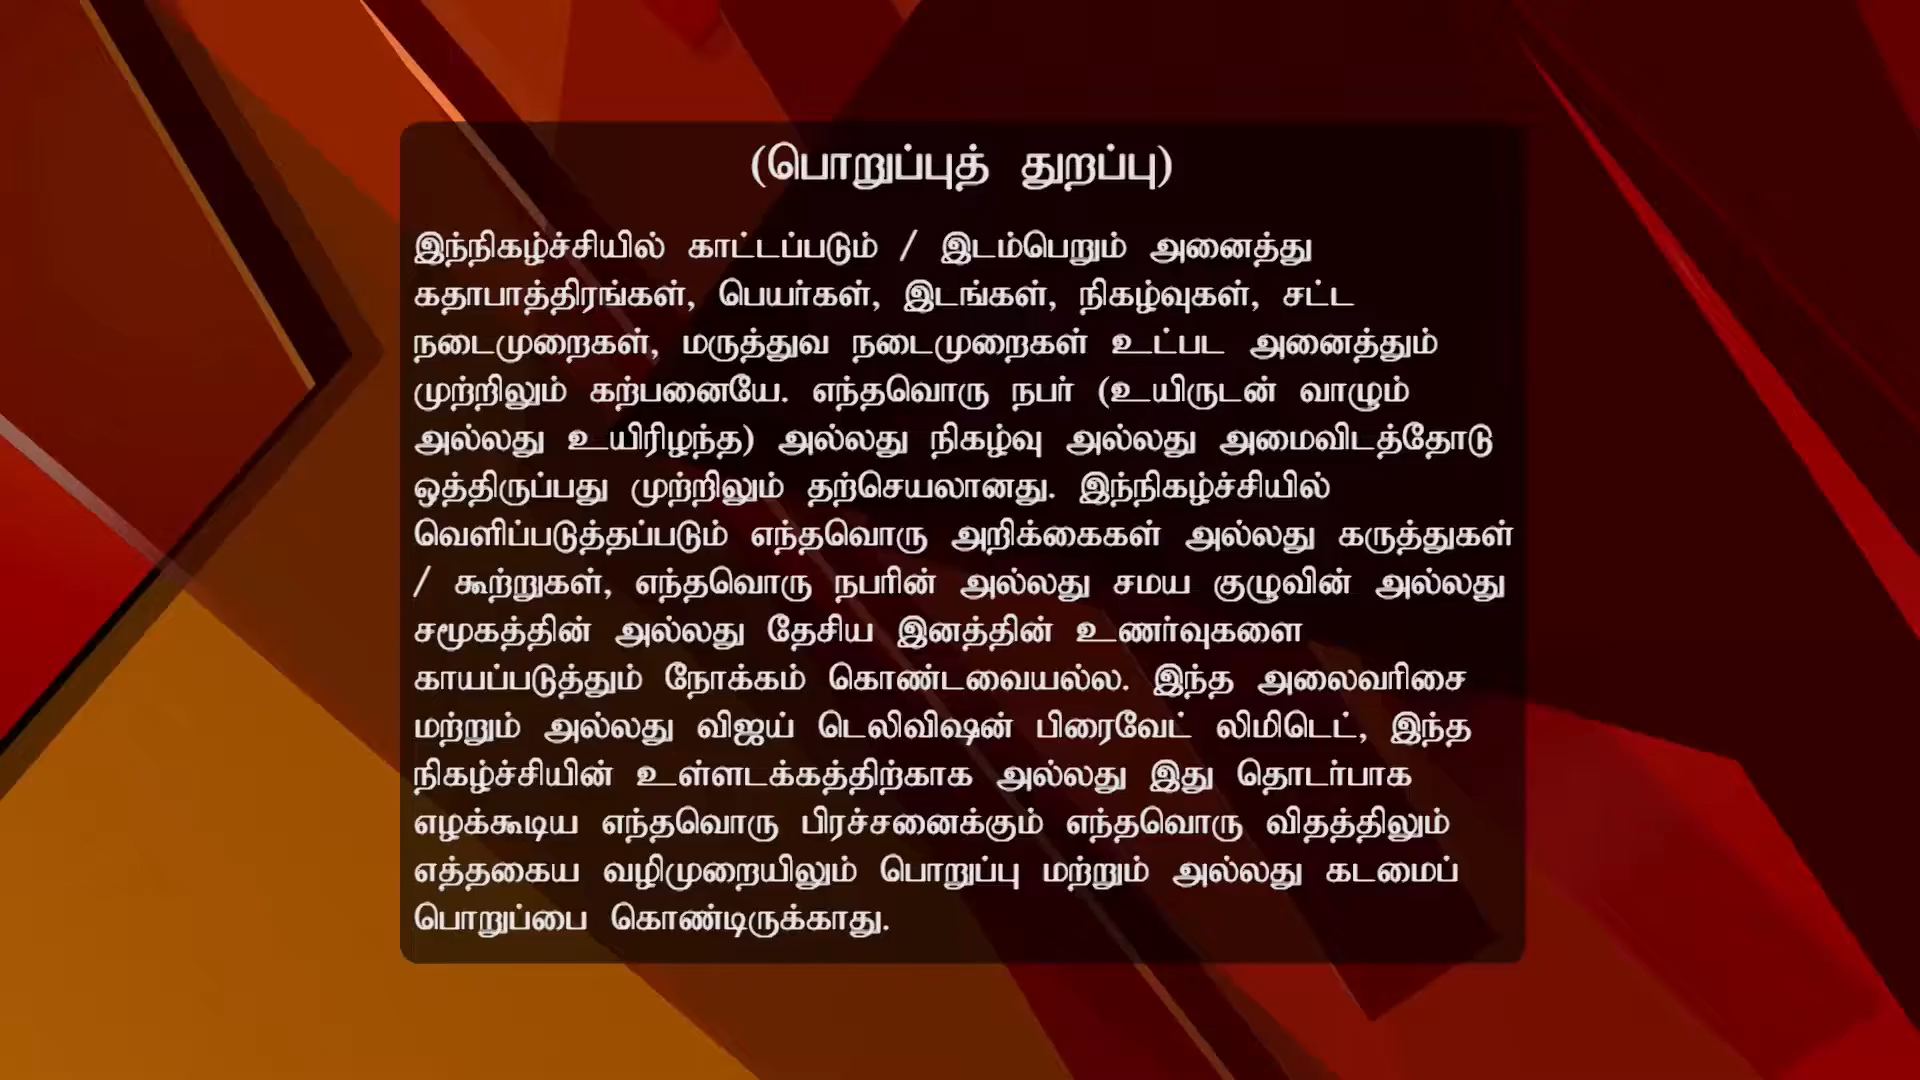 (பொறுப்புத் துறப்பு)
இந்நிகழ்ச்சியில் காட்டப்படும் / இடம்பெறும் அனைத்து
கதாபாத்திரங்கள், பெயர்கள், இடங்கள், நிகழ்வுகள், சட்ட
நடைமுறைகள், மருத்துவ நடைமுறைகள் உட்பட அனைத்தும்
முற்றிலும் கற்பனையே. எந்தவொரு நபர் (உயிருடன் வாழும்
அல்லது உயிரிழந்த) அல்லது நிகழ்வு அல்லது அமைவிடத்தோடு
ஒத்திருப்பது முற்றிலும் தற்செயலானது. இந்நிகழ்ச்சியில்
வெளிப்படுத்தப்படும் எந்தவொரு அறிக்கைகள் அல்லது கருத்துகள்
/ கூற்றுகள், எந்தவொரு நபரின் அல்லது சமய குழுவின் அல்லது
சமூகத்தின் அல்லது தேசிய இனத்தின் உணர்வுகளை
காயப்படுத்தும் நோக்கம் கொண்டவையல்ல. இந்த அலைவரிசை
மற்றும் அல்லது விஜய் டெலிவிஷன் பிரைவேட் லிமிடெட், இந்த
நிகழ்ச்சியின் உள்ளடக்கத்திற்காக அல்லது இது தொடர்பாக
எழக்கூடிய எந்தவொரு பிரச்சனைக்கும் எந்தவொரு விதத்திலும்
எத்தகைய வழிமுறையிலும் பொறுப்பு மற்றும் அல்லது கடமைப்
பொறுப்பை கொண்டிருக்காது.